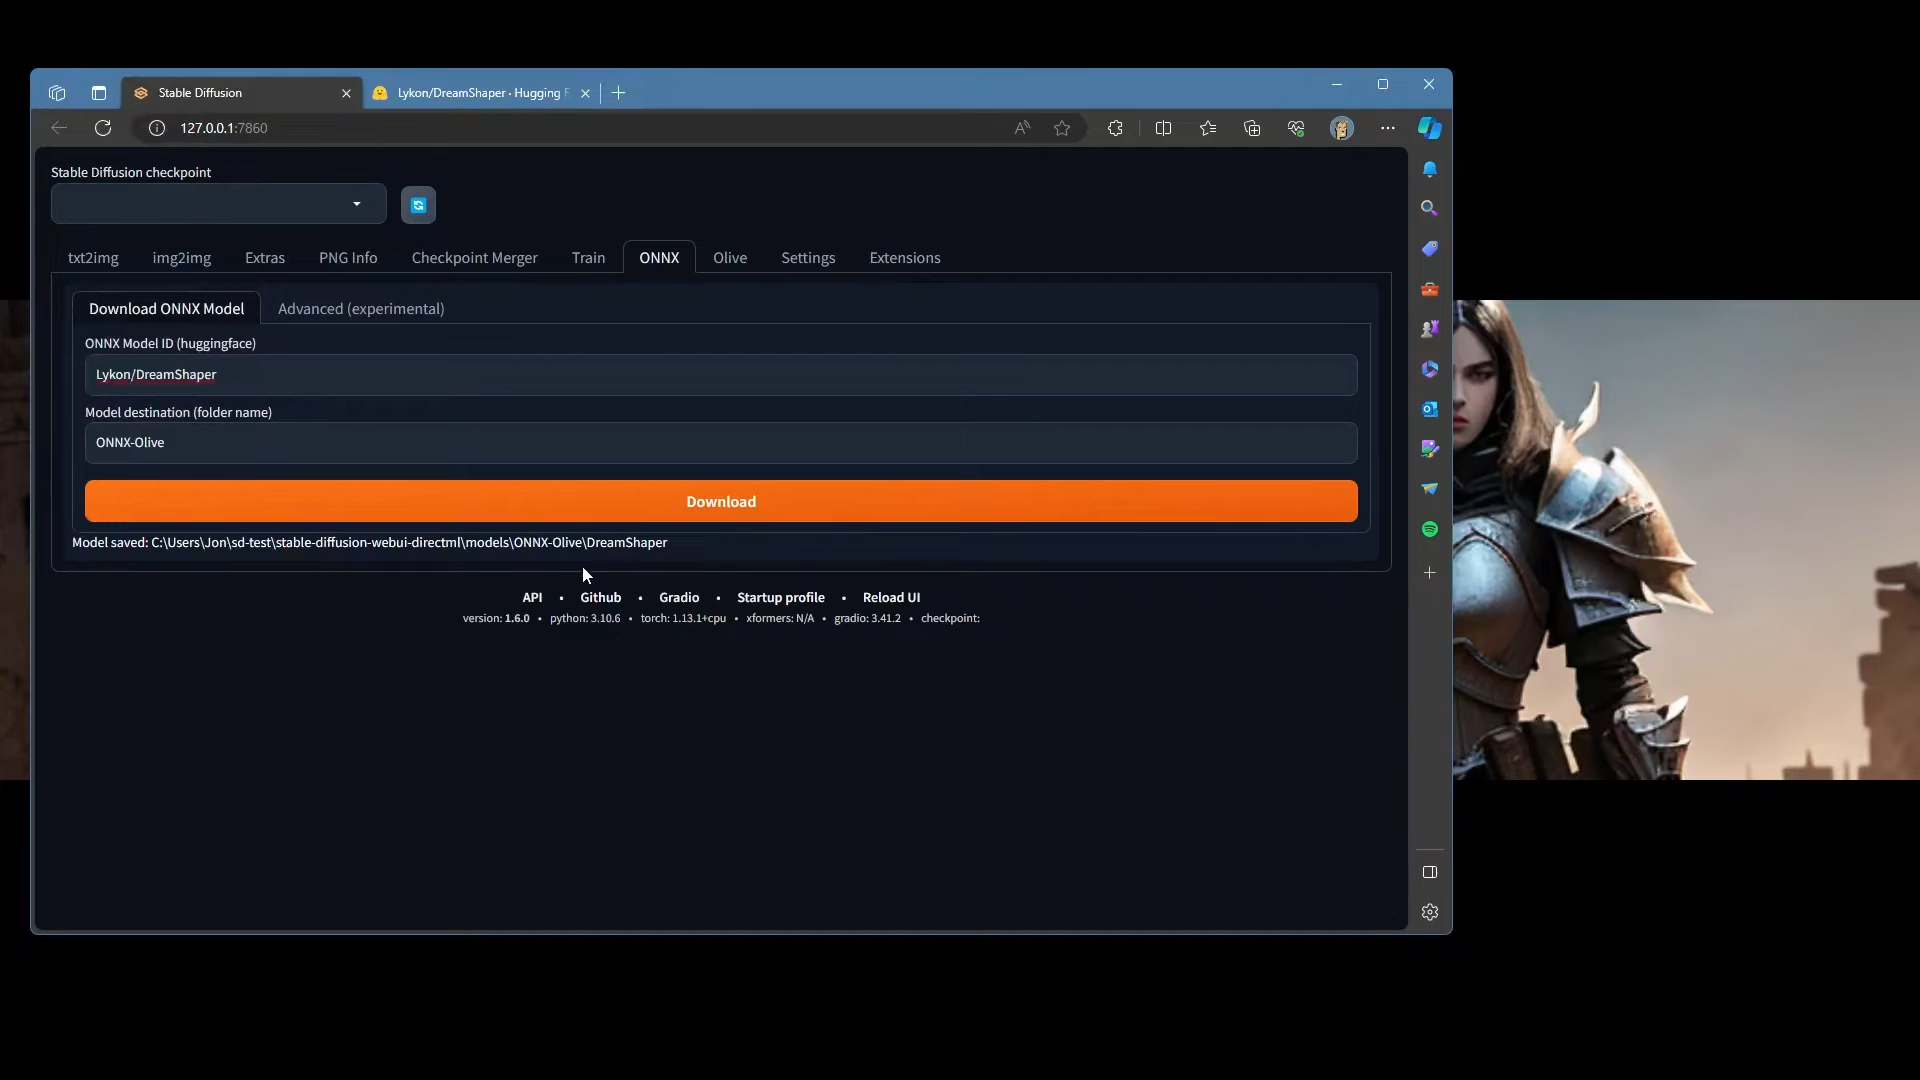 Stable Diffusion
Lykon/DreamShaper · Hugging F
127.0.0.1:7860
Stable Diffusion checkpoint
txt2img img2img Extras PNG Info Checkpoint Merger Train ONNX Olive Settings Extensions
Download ONNX Model Advanced (experimental)
ONNX Model ID (huggingface)
Lykon/DreamShaper
Model destination (folder name)
ONNX-Olive
Download
Model saved: C:\Users\Jon\sd-test\stable-diffusion-webui-directml\models\ONNX-Olive\DreamShaper
API • Github • Gradio • Startup profile • Reload UI
version: 1.6.0 • python: 3.10.6 • torch: 1.13.1+cpu • xformers: N/A • gradio: 3.41.2 • checkpoint: